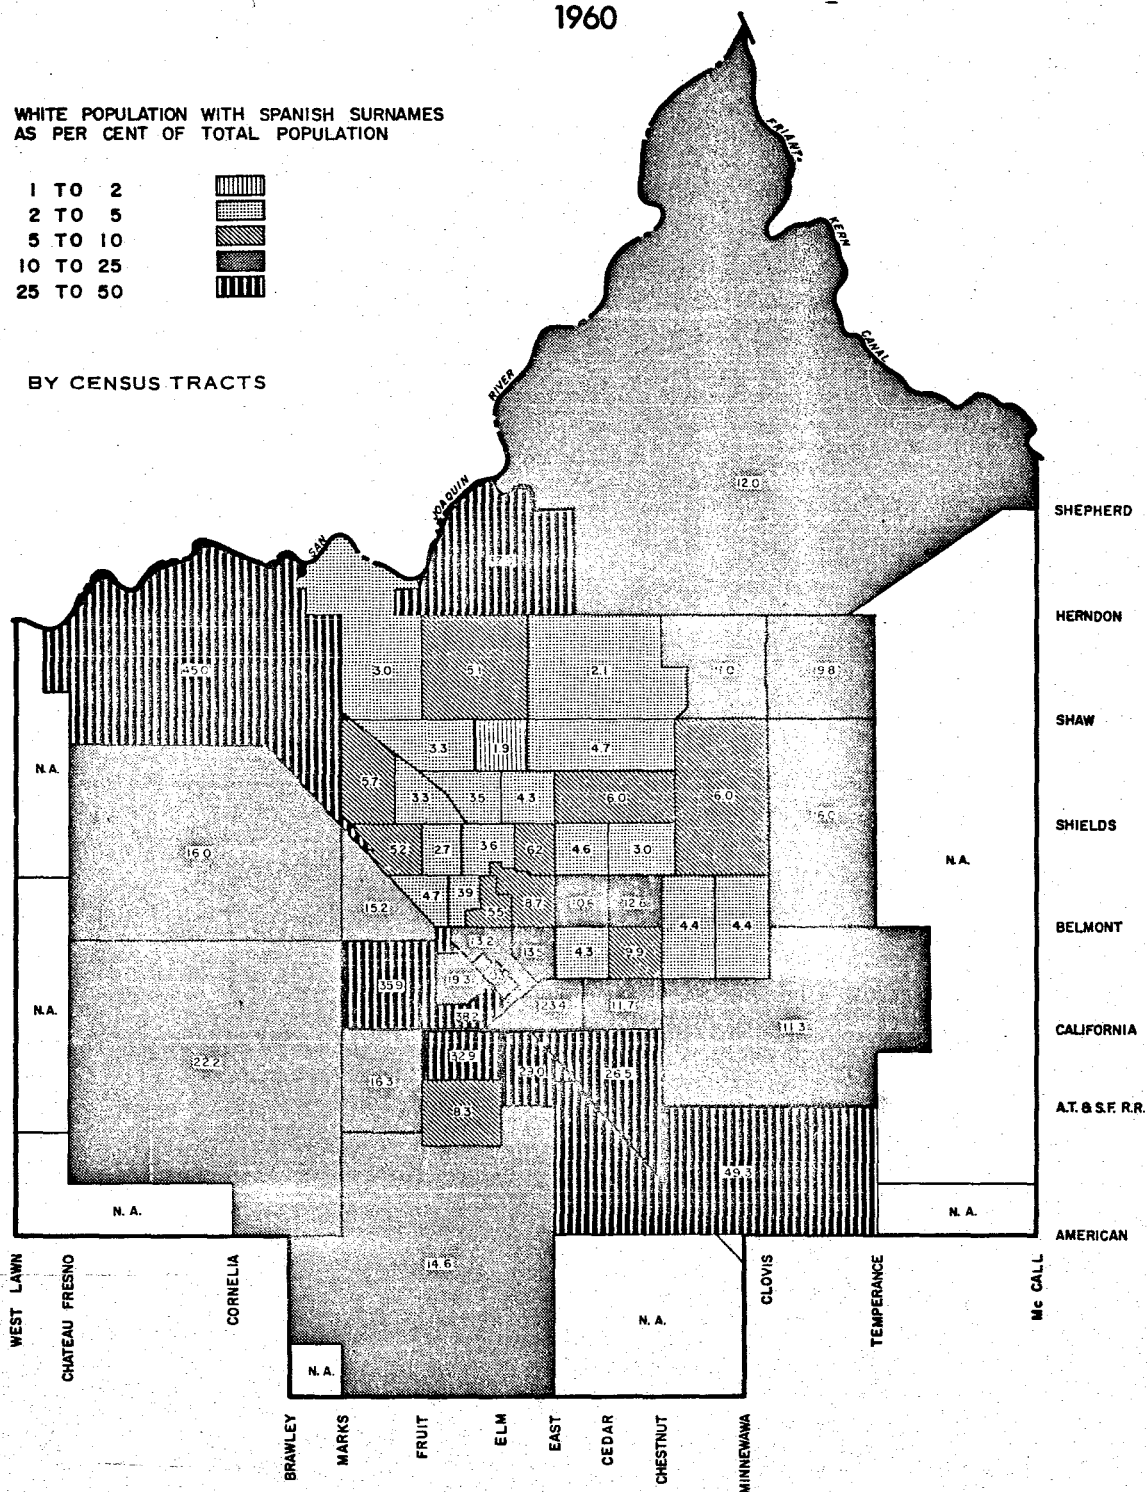 1960
WHITE POPULATION WITH SPANISH SURNAMES
AS PER CENT OF TOTAL POPULATION
1 TO 2
2 TO 5
5 TO 10
10 TO 25
25 TO 50
BY CENSUS TRACTS
FRIANT-
KERN
CANAL
RIVER
JOAQUIN
SAN
12.0
SHEPHERD
HERNDON
45.0
3.0
5.1
2.1
11.0
19.8
SHAW
3.3
1.9
4.7
N.A.
5.7
3.3
3.5
4.3
6.0
6.0
SHIELDS
16.0
5.2
2.7
3.6
6.2
4.6
3.0
N.A.
15.2
4.7
3.9
5.5
8.7
10.6
12.6
4.4
4.4
BELMONT
13.2
13.5
4.3
9.9
35.9
19.3
N.A.
38.2
23.4
11.7
11.3
CALIFORNIA
22.2
16.3
32.9
29.0
26.5
8.3
A.T. & S.F. R.R.
49.3
N. A.
N. A.
AMERICAN
14.6
N. A.
N. A.
WEST LAWN
CHATEAU FRESNO
CORNELIA
BRAWLEY
MARKS
FRUIT
ELM
EAST
CEDAR
CHESTNUT
MINNEWAWA
CLOVIS
TEMPERANCE
Mc CALL